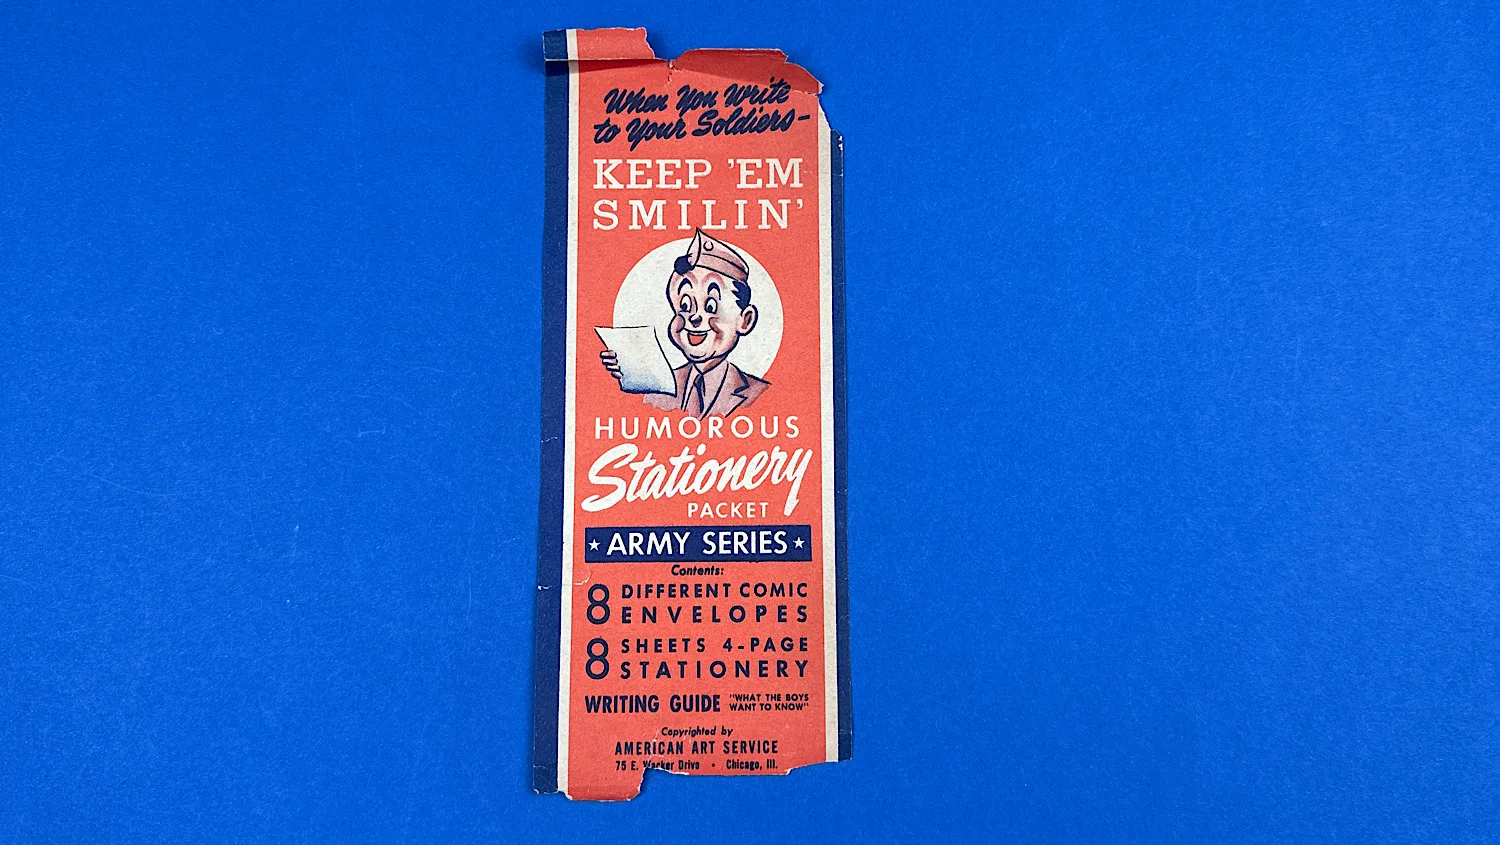 When You Write
to Your Soldiers-
KEEP 'EM
SMILIN'
HUMOROUS
Stationery
PACKET
★ ARMY SERIES ★
Contents:
8 DIFFERENT COMIC
ENVELOPES
8 SHEETS 4-PAGE
STATIONERY
WRITING GUIDE "WHAT THE BOYS
WANT TO KNOW"
Copyrighted by
AMERICAN ART SERVICE
75 E. Wacker Drive • Chicago, Ill.